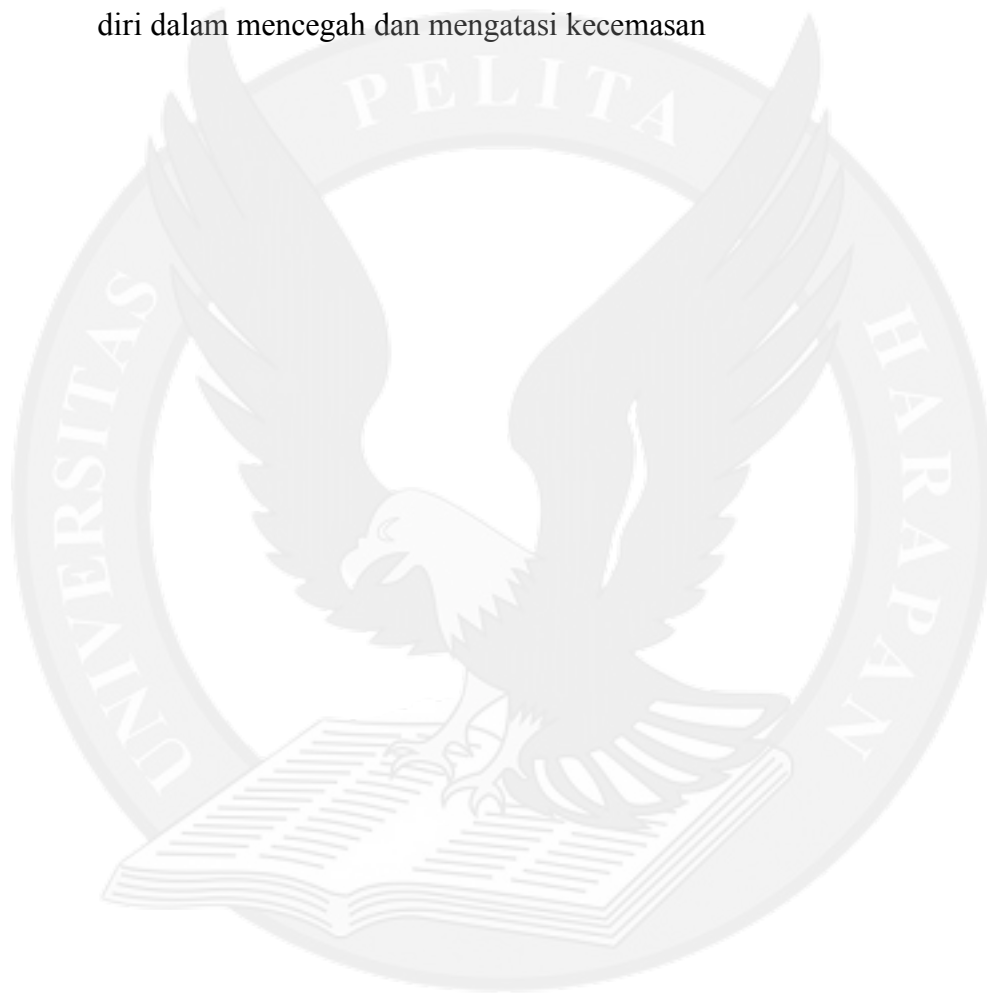 diri dalam mencegah dan mengatasi kecemasan
PELITA
UNIVERSITAS
HARAPAN